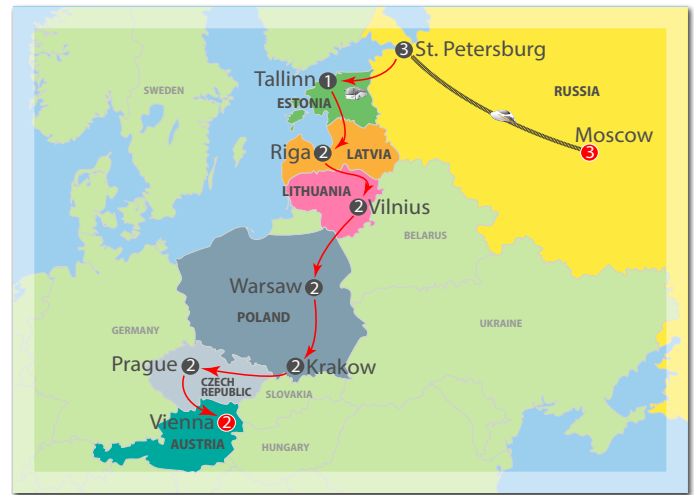 3 St. Petersburg
SWEDEN
Tallinn 1
ESTONIA
RUSSIA
Moscow
3
Riga 2
LATVIA
LITHUANIA
2 Vilnius
BELARUS
Warsaw 2
POLAND
GERMANY
UKRAINE
Prague 2
2 Krakow
CZECH
REPUBLIC
SLOVAKIA
Vienna 2
AUSTRIA
HUNGARY